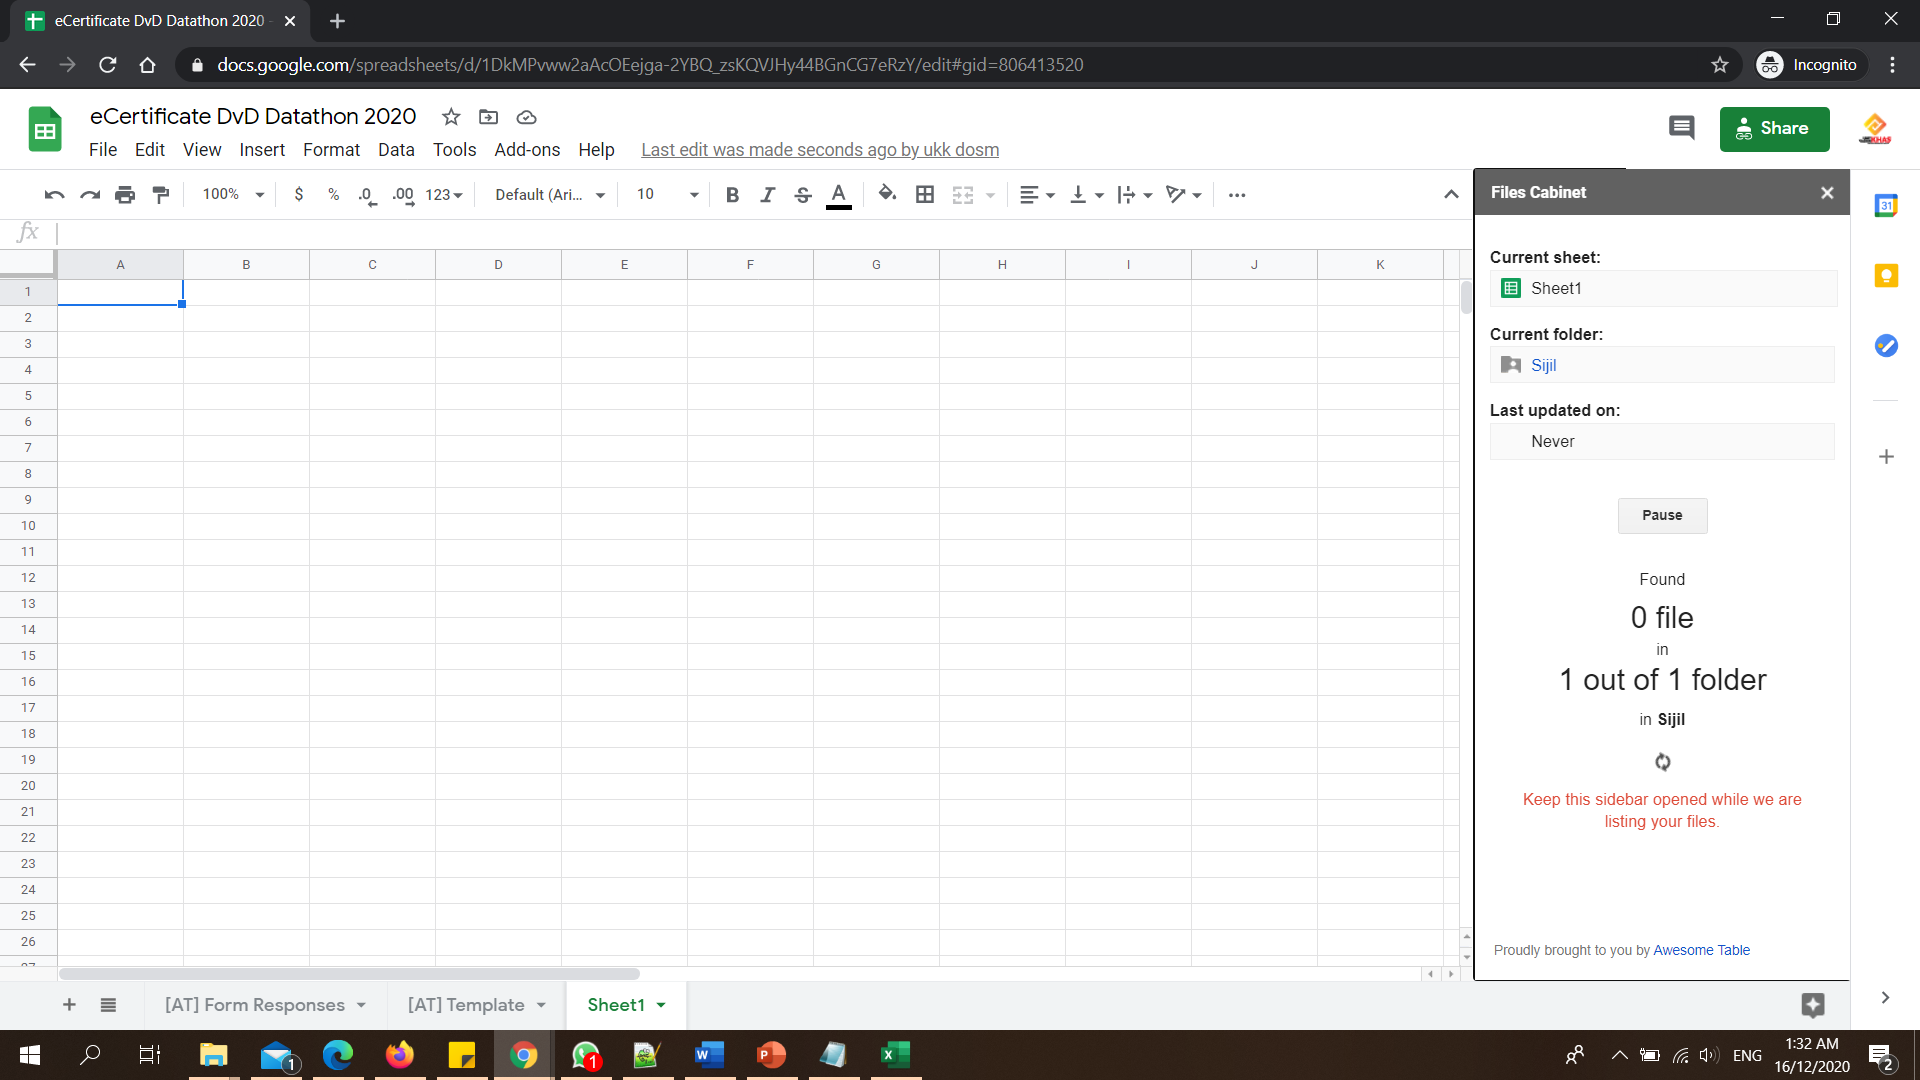 eCertificate DvD Datathon 2020 -
docs.google.com/spreadsheets/d/1DkMPvww2aAcOEejga-2YBQ_zsKQVJHy44BGnCG7eRzY/edit#gid=806413520
Incognito
eCertificate DvD Datathon 2020
File Edit View Insert Format Data Tools Add-ons Help Last edit was made seconds ago by ukk dosm
Share
100% $ % .0 .00 123 Default (Ari... 10 B I S A
fx
A B C D E F G H I J K
1
2
3
4
5
6
7
8
9
10
11
12
13
14
15
16
17
18
19
20
21
22
23
24
25
26
27
Files Cabinet
Current sheet:
Sheet1
Current folder:
Sijil
Last updated on:
Never
Pause
Found
0 file
in
1 out of 1 folder
in Sijil
Keep this sidebar opened while we are
listing your files.
Proudly brought to you by Awesome Table
31
[AT] Form Responses [AT] Template Sheet1
1 1 ENG
1:32 AM
16/12/2020
2